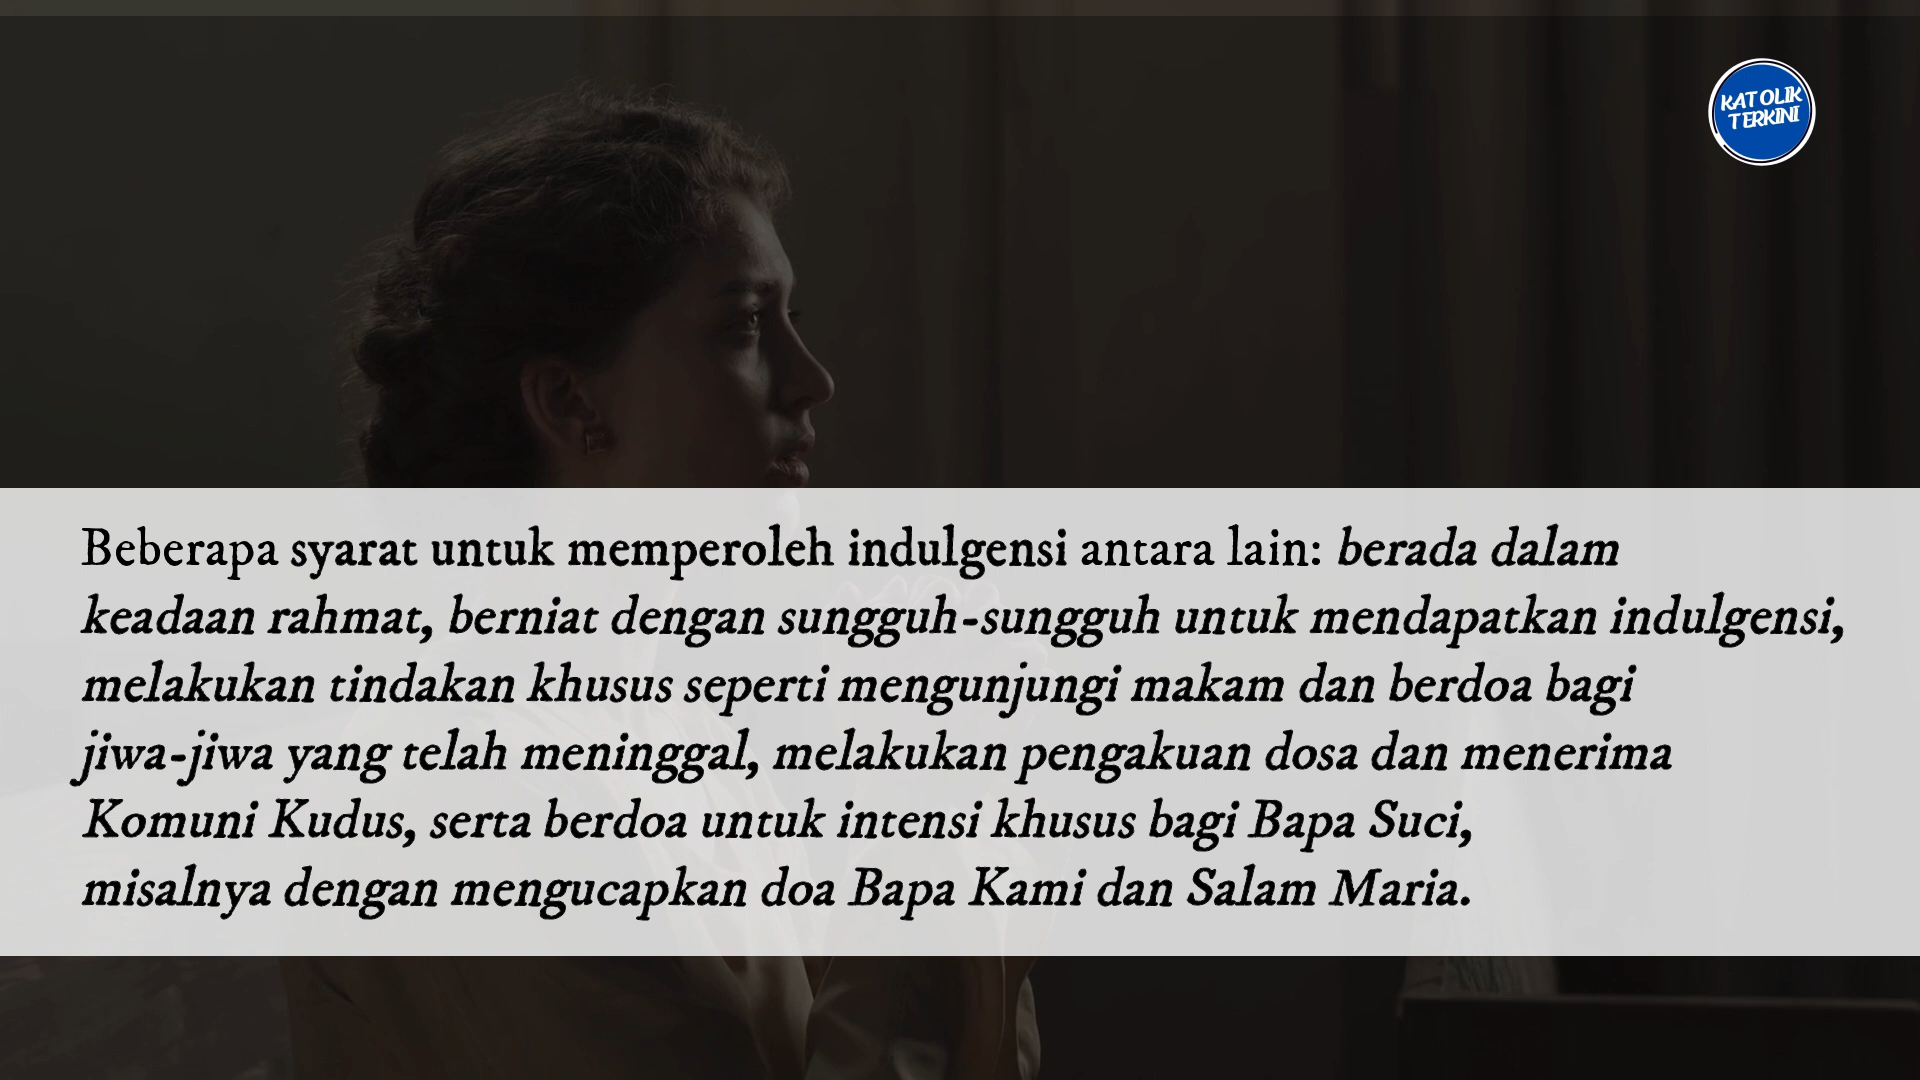 KATOLIK
TERKINI
Beberapa syarat untuk memperoleh indulgensi antara lain: berada dalam
keadaan rahmat, berniat dengan sungguh-sungguh untuk mendapatkan indulgensi,
melakukan tindakan khusus seperti mengunjungi makam dan berdoa bagi
jiwa-jiwa yang telah meninggal, melakukan pengakuan dosa dan menerima
Komuni Kudus, serta berdoa untuk intensi khusus bagi Bapa Suci,
misalnya dengan mengucapkan doa Bapa Kami dan Salam Maria.